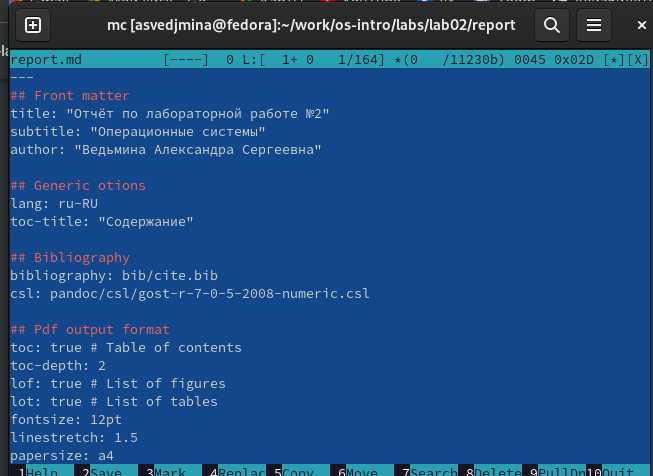 mc [asvedjmina@fedora]:~/work/os-intro/labs/lab02/report
report.md [----] 0 L:[ 1+ 0 1/164] *(0 /11230b) 0045 0x02D [*][X]
---
## Front matter
title: "Отчёт по лабораторной работе №2"
subtitle: "Операционные системы"
author: "Ведьмина Александра Сергеевна"
## Generic otions
lang: ru-RU
toc-title: "Содержание"
## Bibliography
bibliography: bib/cite.bib
csl: pandoc/csl/gost-r-7-0-5-2008-numeric.csl
## Pdf output format
toc: true # Table of contents
toc-depth: 2
lof: true # List of figures
lot: true # List of tables
fontsize: 12pt
linestretch: 1.5
papersize: a4
1Help 2Save 3Mark 4Replac 5Copy 6Move 7Search 8Delete 9PullDn 10Quit